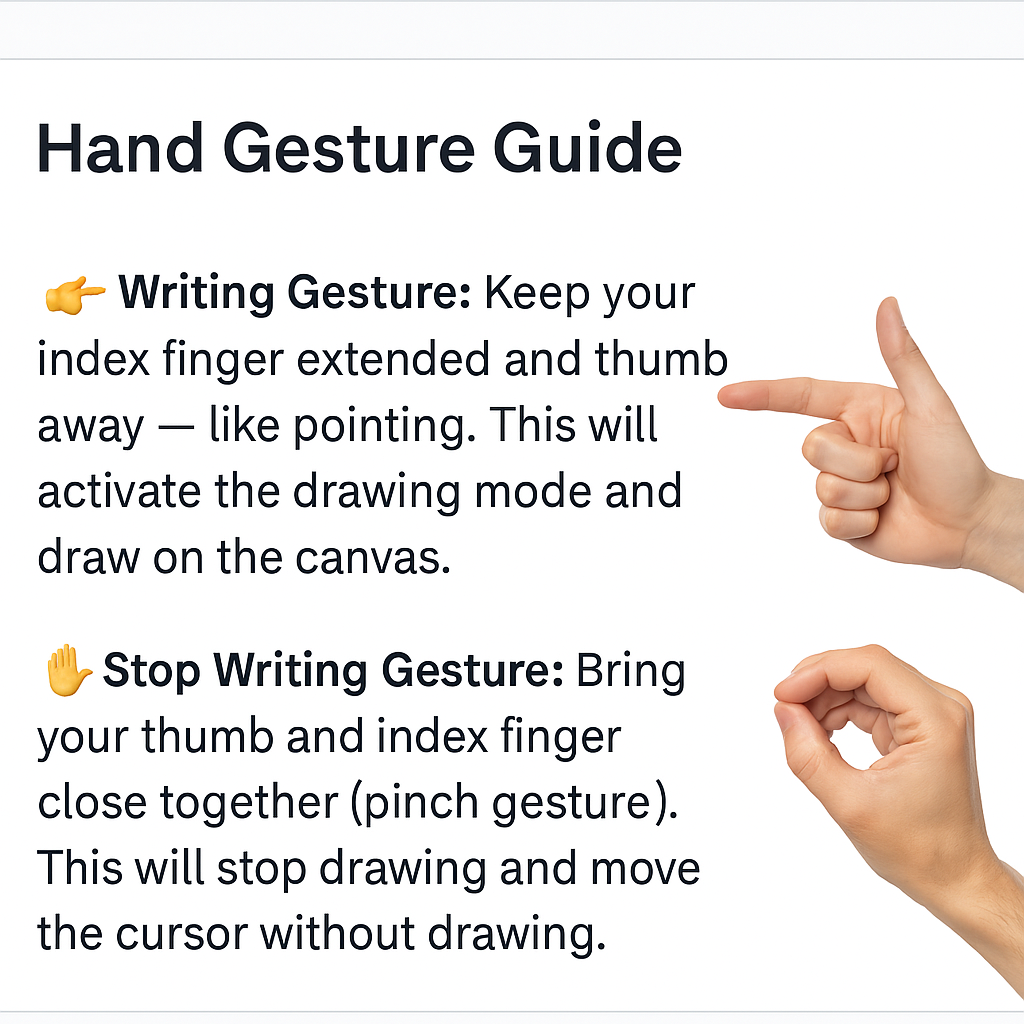 Hand Gesture Guide
👉 Writing Gesture: Keep your
index finger extended and thumb
away — like pointing. This will
activate the drawing mode and
draw on the canvas.
✋ Stop Writing Gesture: Bring
your thumb and index finger
close together (pinch gesture).
This will stop drawing and move
the cursor without drawing.